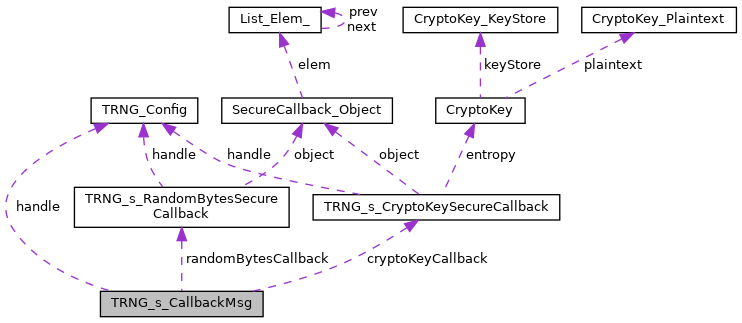 List_Elem_
prev
next
CryptoKey_KeyStore
CryptoKey_Plaintext
elem
keyStore
plaintext
TRNG_Config
SecureCallback_Object
CryptoKey
handle
object
handle
object
entropy
TRNG_s_RandomBytesSecure
Callback
TRNG_s_CryptoKeySecureCallback
handle
randomBytesCallback
cryptoKeyCallback
TRNG_s_CallbackMsg